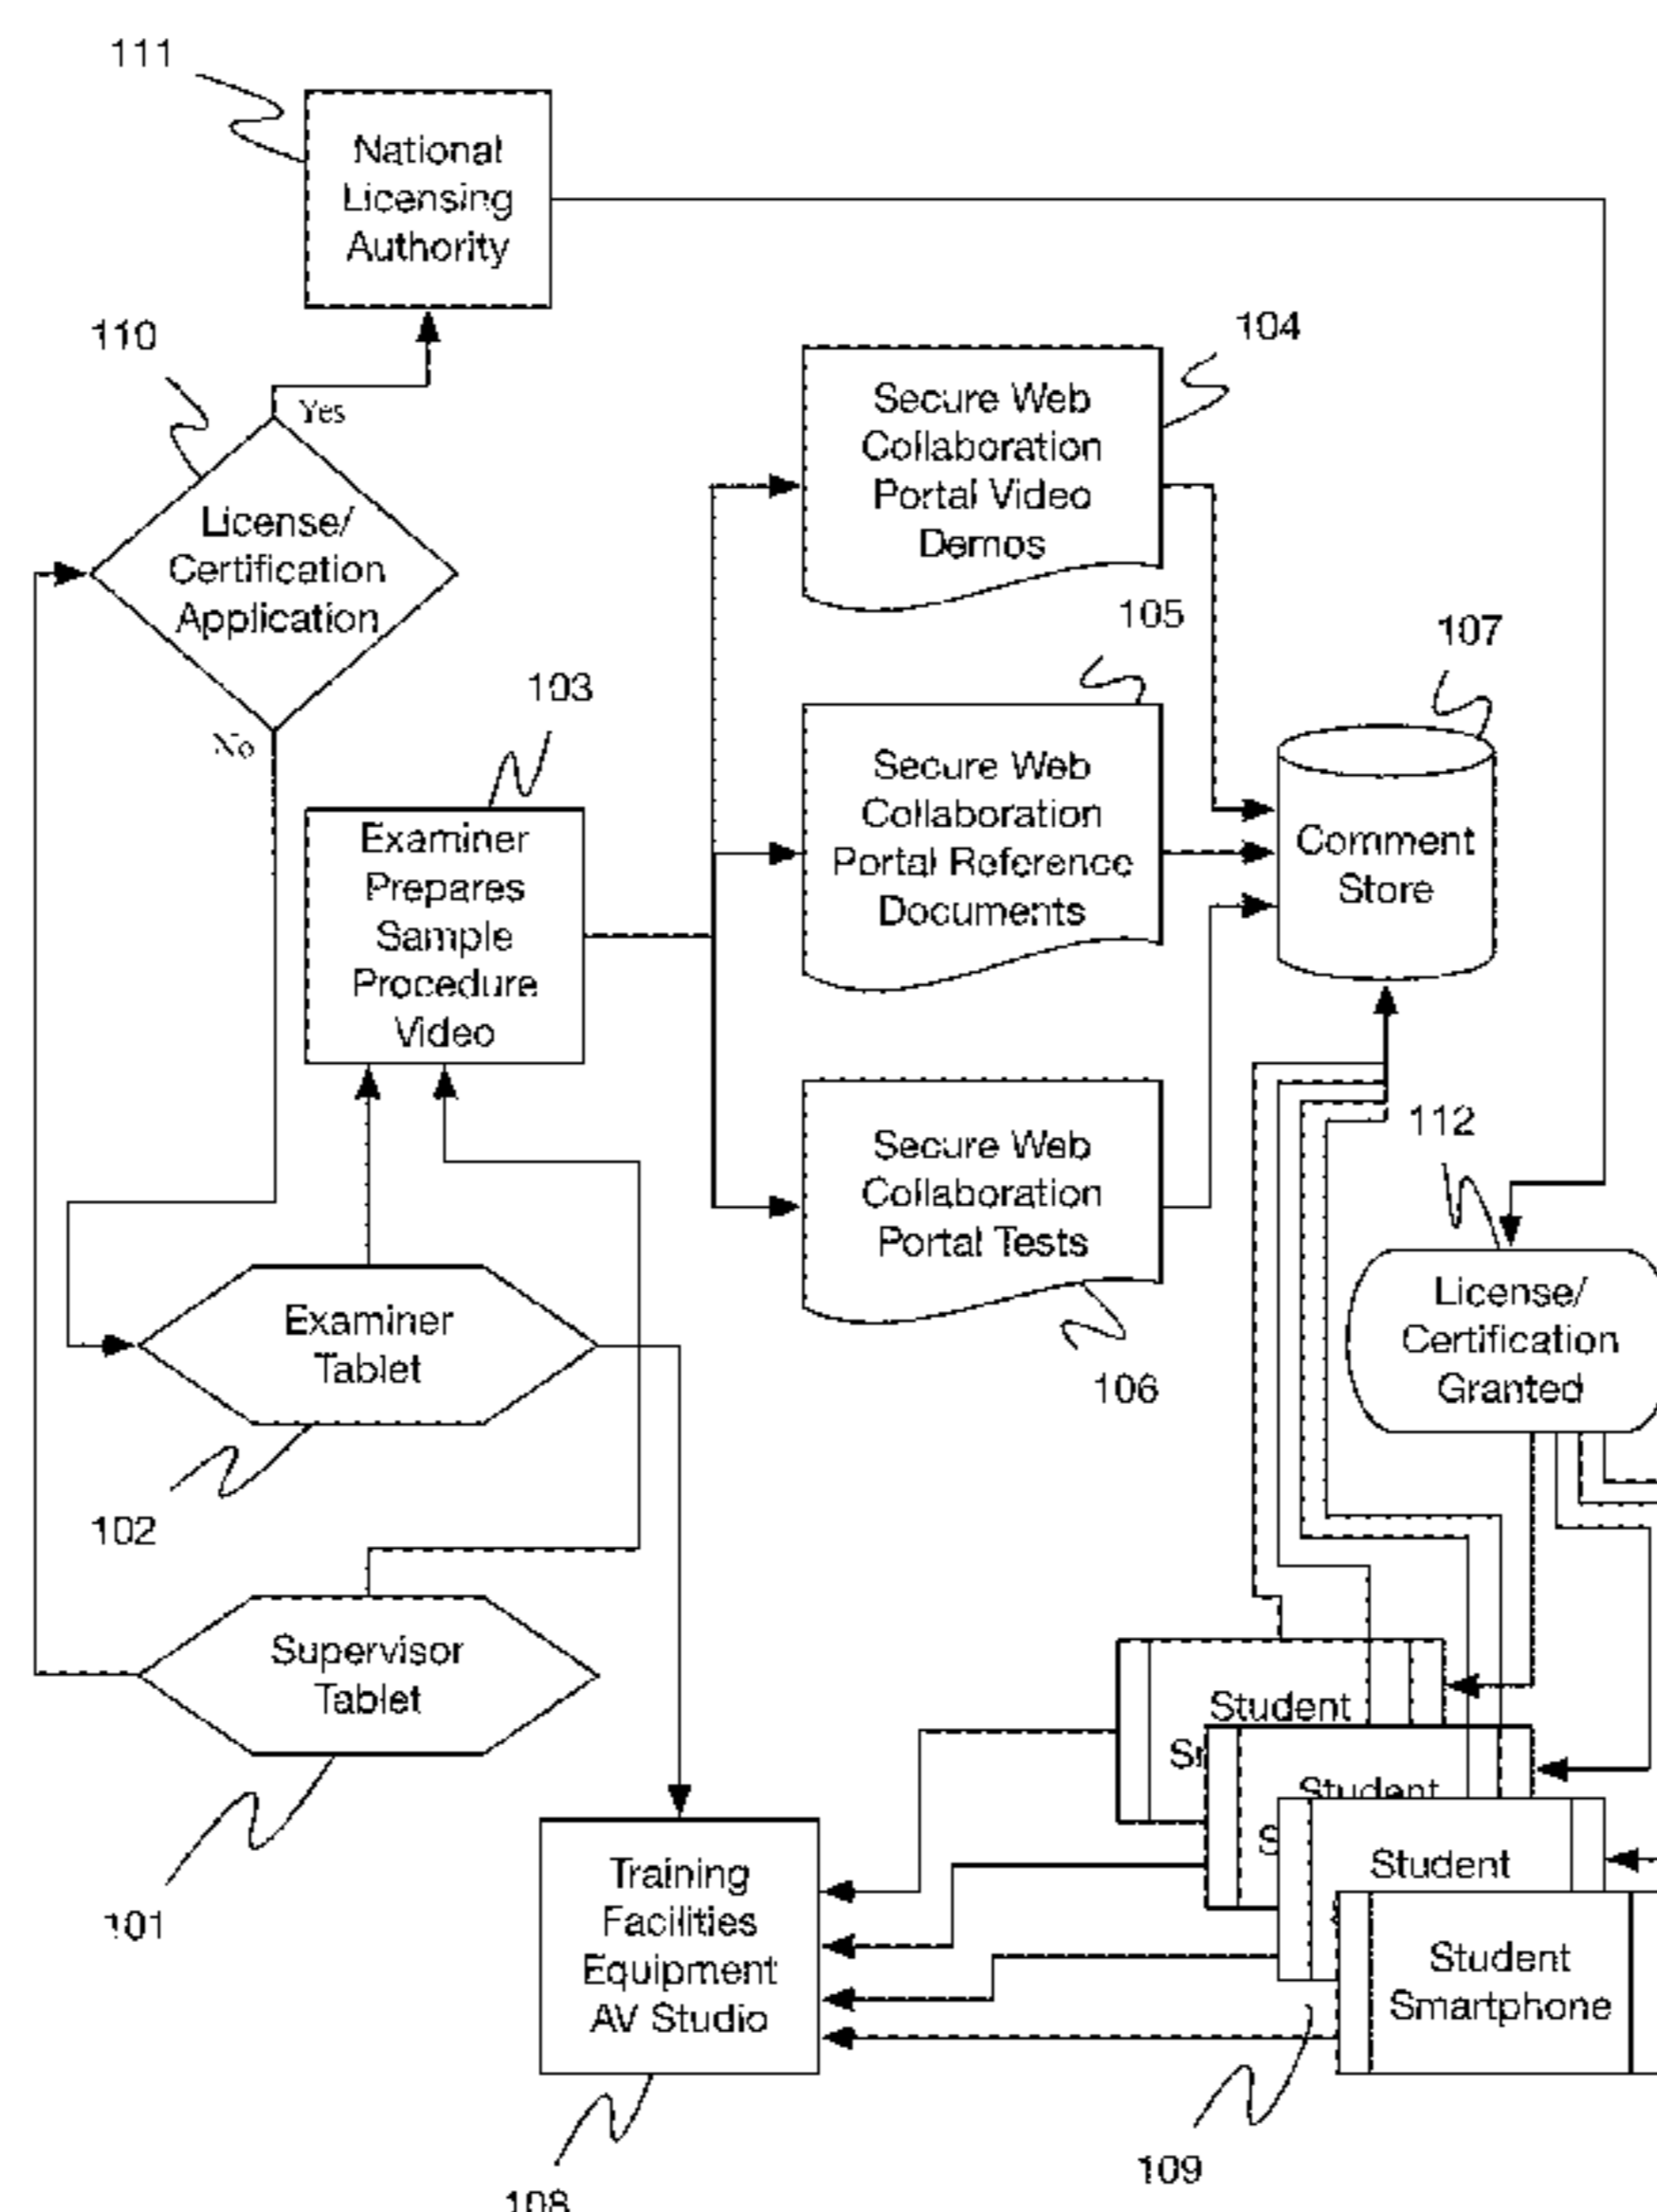 111
National
Licensing
Authority
110
Yes
License/
Certification
Application
No
104
Secure Web
Collaboration
Portal Video
Demos
105
107
103
Examiner
Prepares
Sample
Procedure
Video
Secure Web
Collaboration
Portal Reference
Documents
Comment
Store
112
Secure Web
Collaboration
Portal Tests
106
License/
Certification
Granted
Examiner
Tablet
102
Supervisor
Tablet
101
Student
Student
Student
Student
Smartphone
Training
Facilities
Equipment
AV Studio
109
108